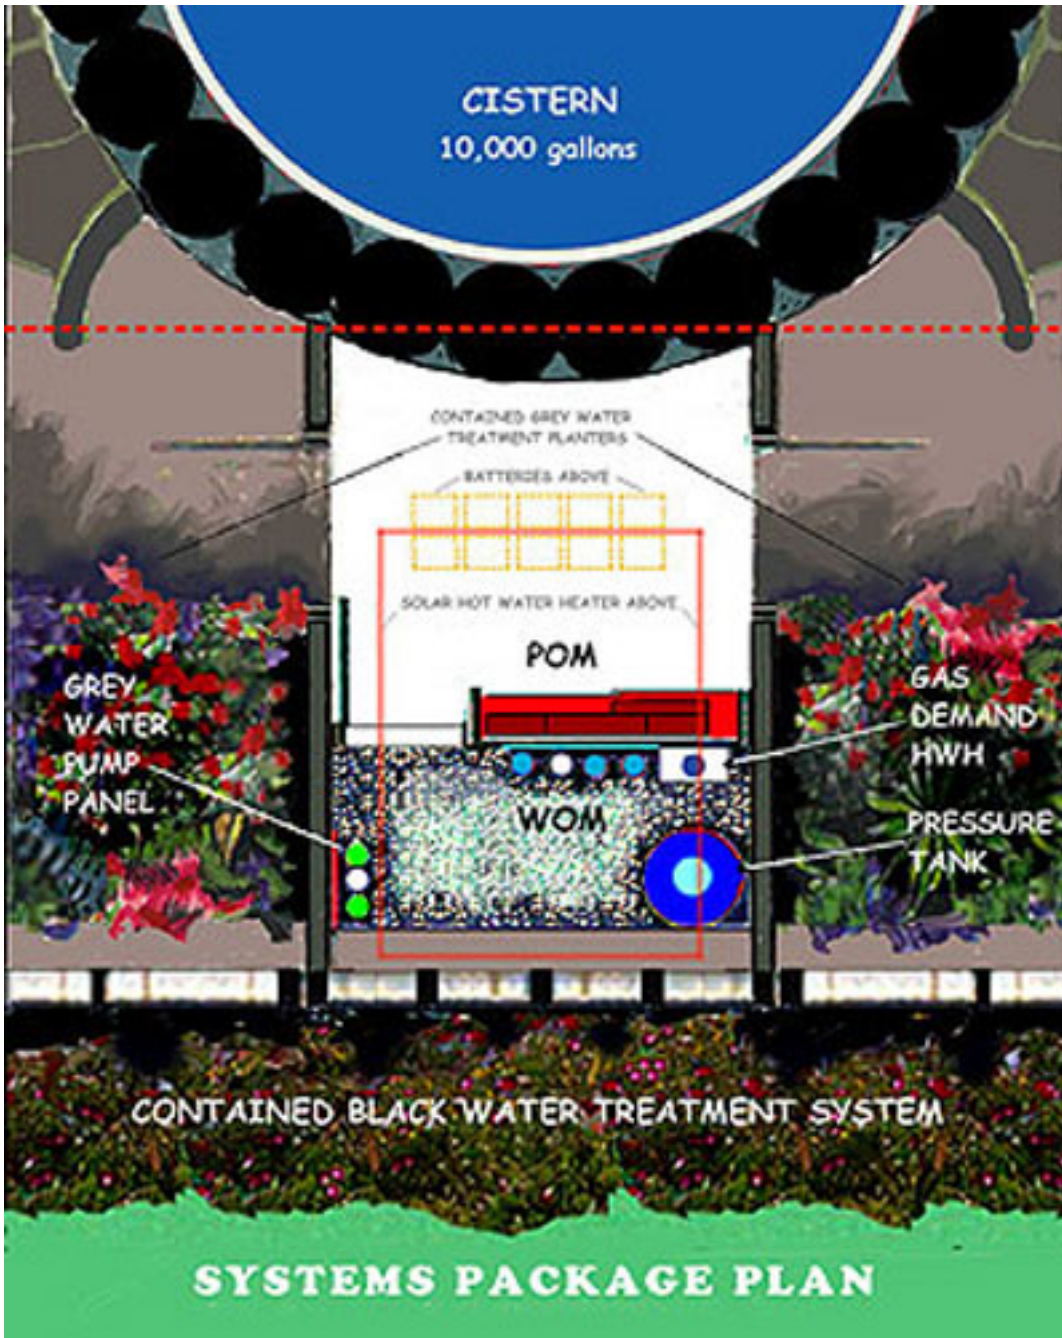 CISTERN
10,000 gallons
CONTAINED GREY WATER
TREATMENT PLANTERS
BATTERIES ABOVE
SOLAR HOT WATER HEATER ABOVE
POM
GREY
WATER
PUMP
PANEL
GAS
DEMAND
HWH
WOM
PRESSURE
TANK
CONTAINED BLACK WATER TREATMENT SYSTEM
SYSTEMS PACKAGE PLAN